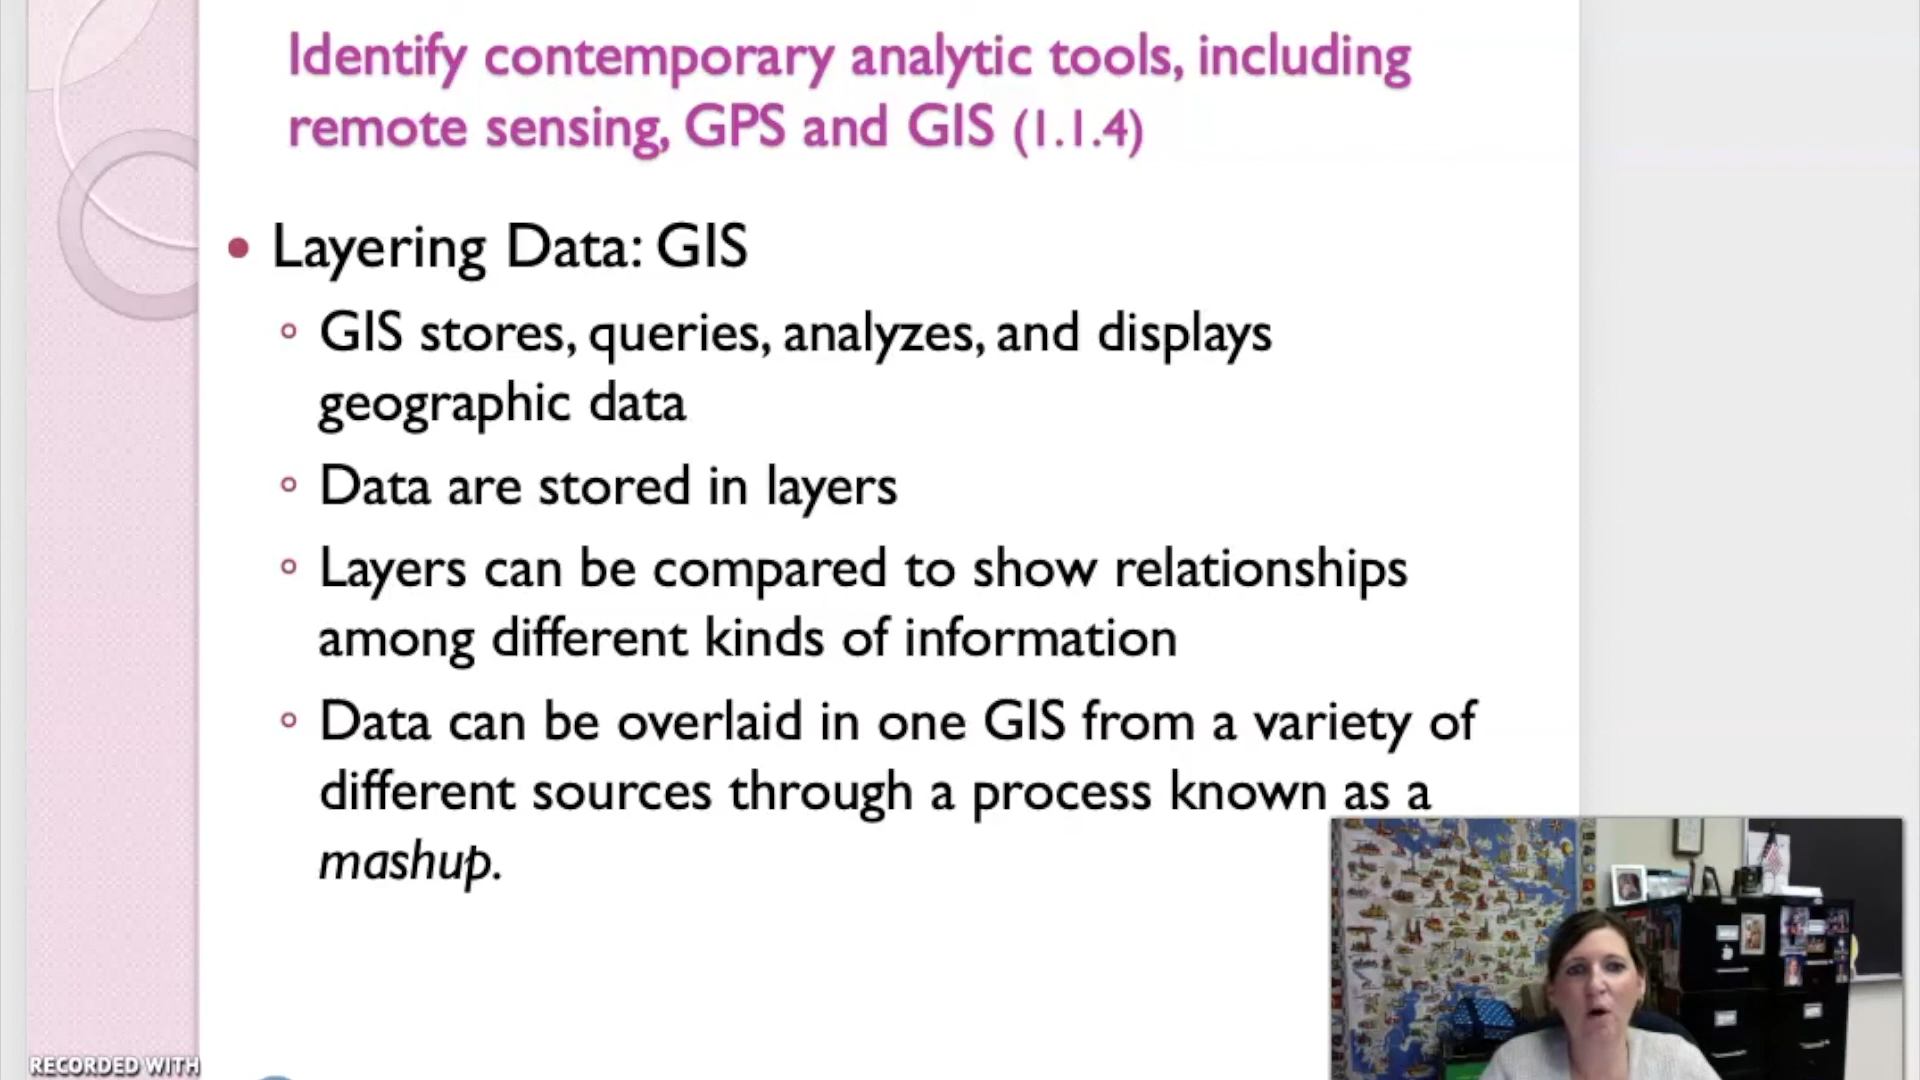 Identify contemporary analytic tools, including
remote sensing, GPS and GIS (1.1.4)
Layering Data: GIS
GIS stores, queries, analyzes, and displays
geographic data
Data are stored in layers
Layers can be compared to show relationships
among different kinds of information
Data can be overlaid in one GIS from a variety of
different sources through a process known as a
mashup.
RECORDED WITH